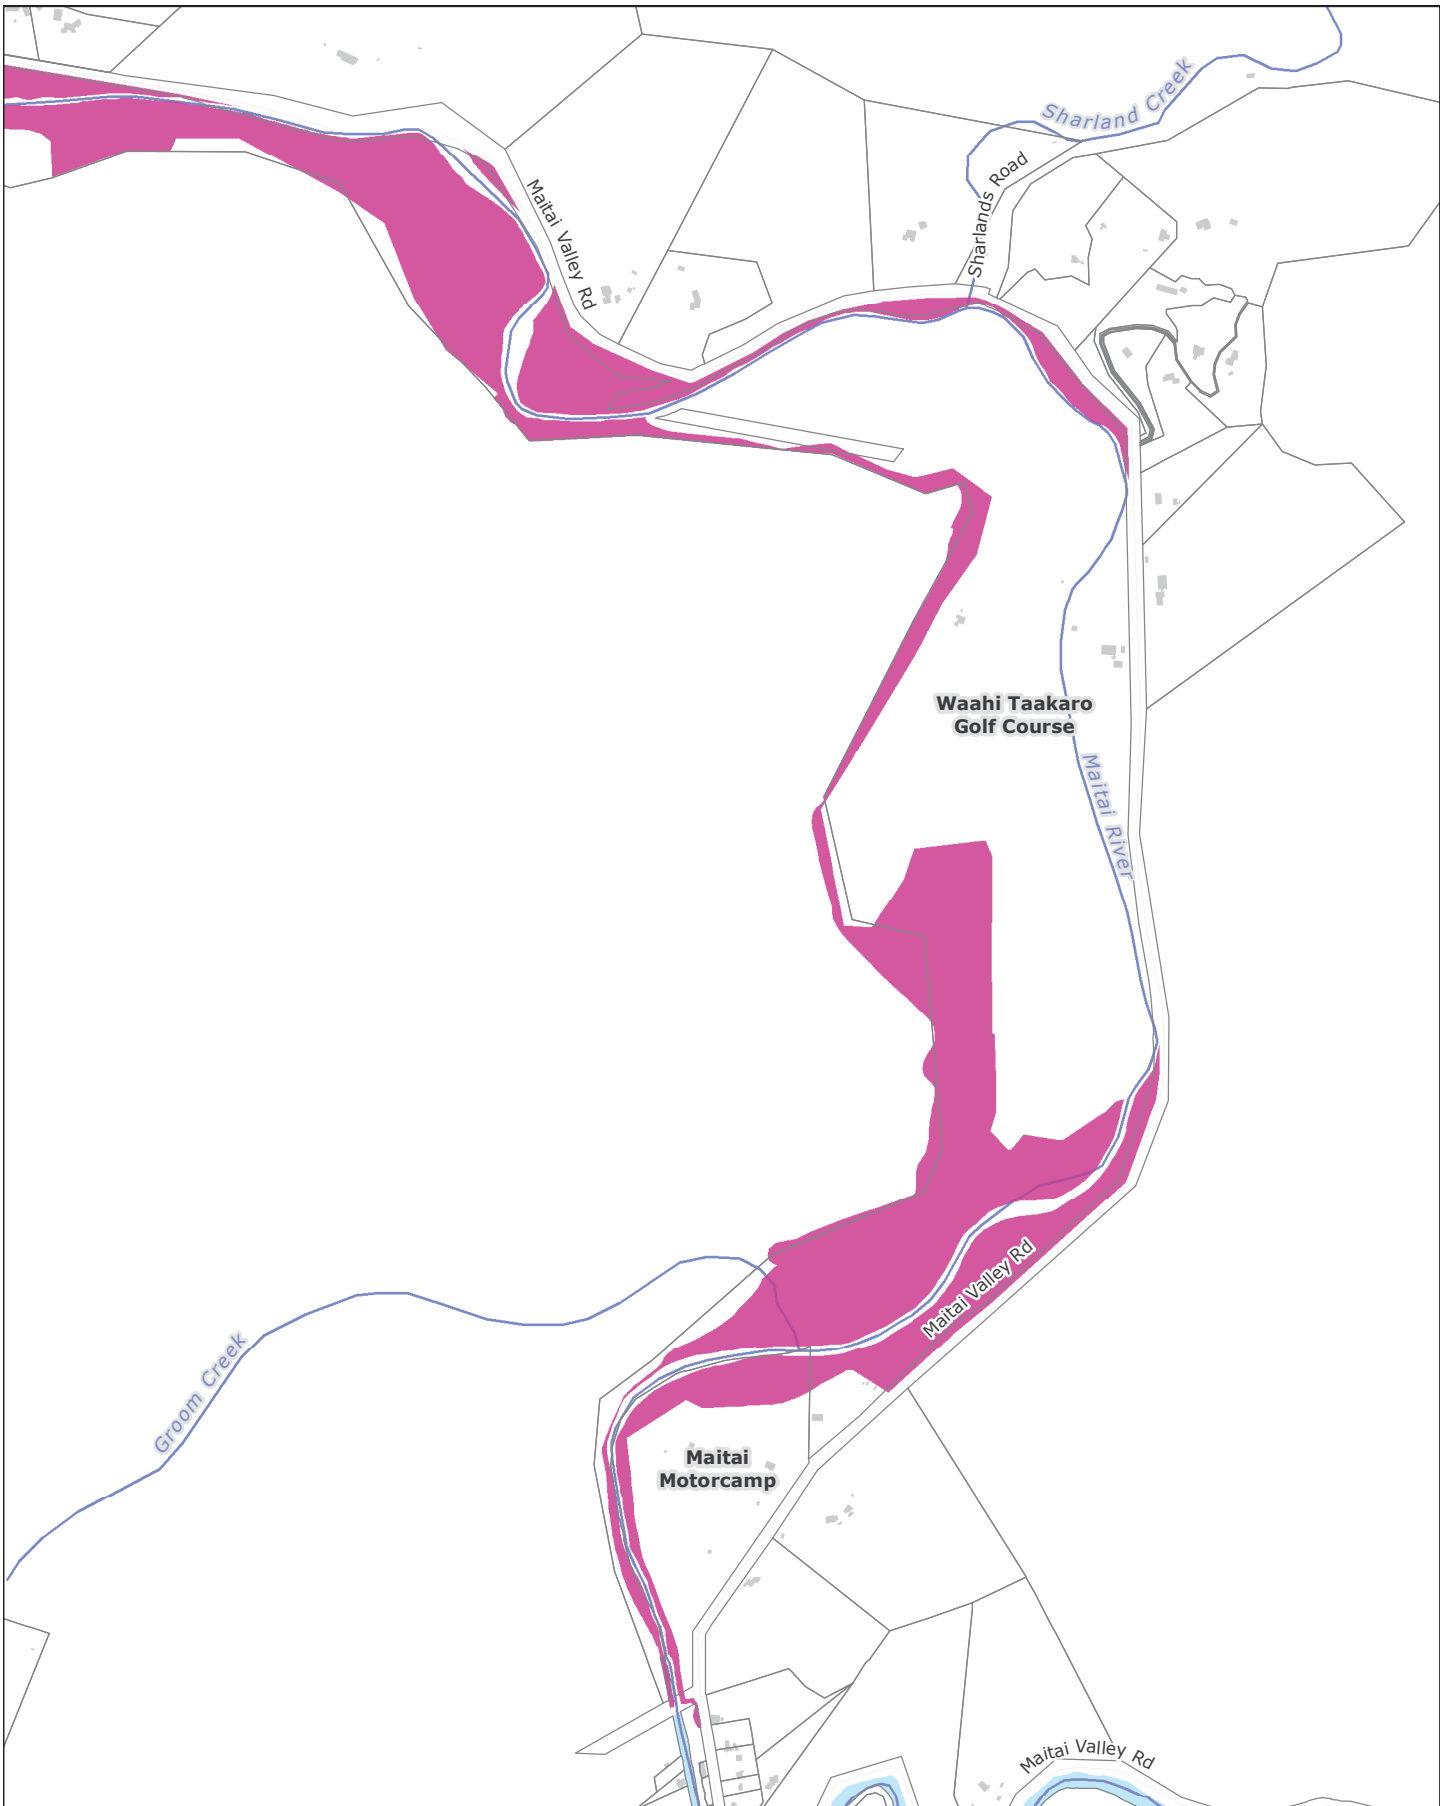 Sharland Creek
Sharlands Road
Maitai Valley Rd
Waahi Taakaro
Golf Course
Maitai River
Maitai Valley Rd
Groom Creek
Maitai
Motorcamp
Maitai Valley Rd